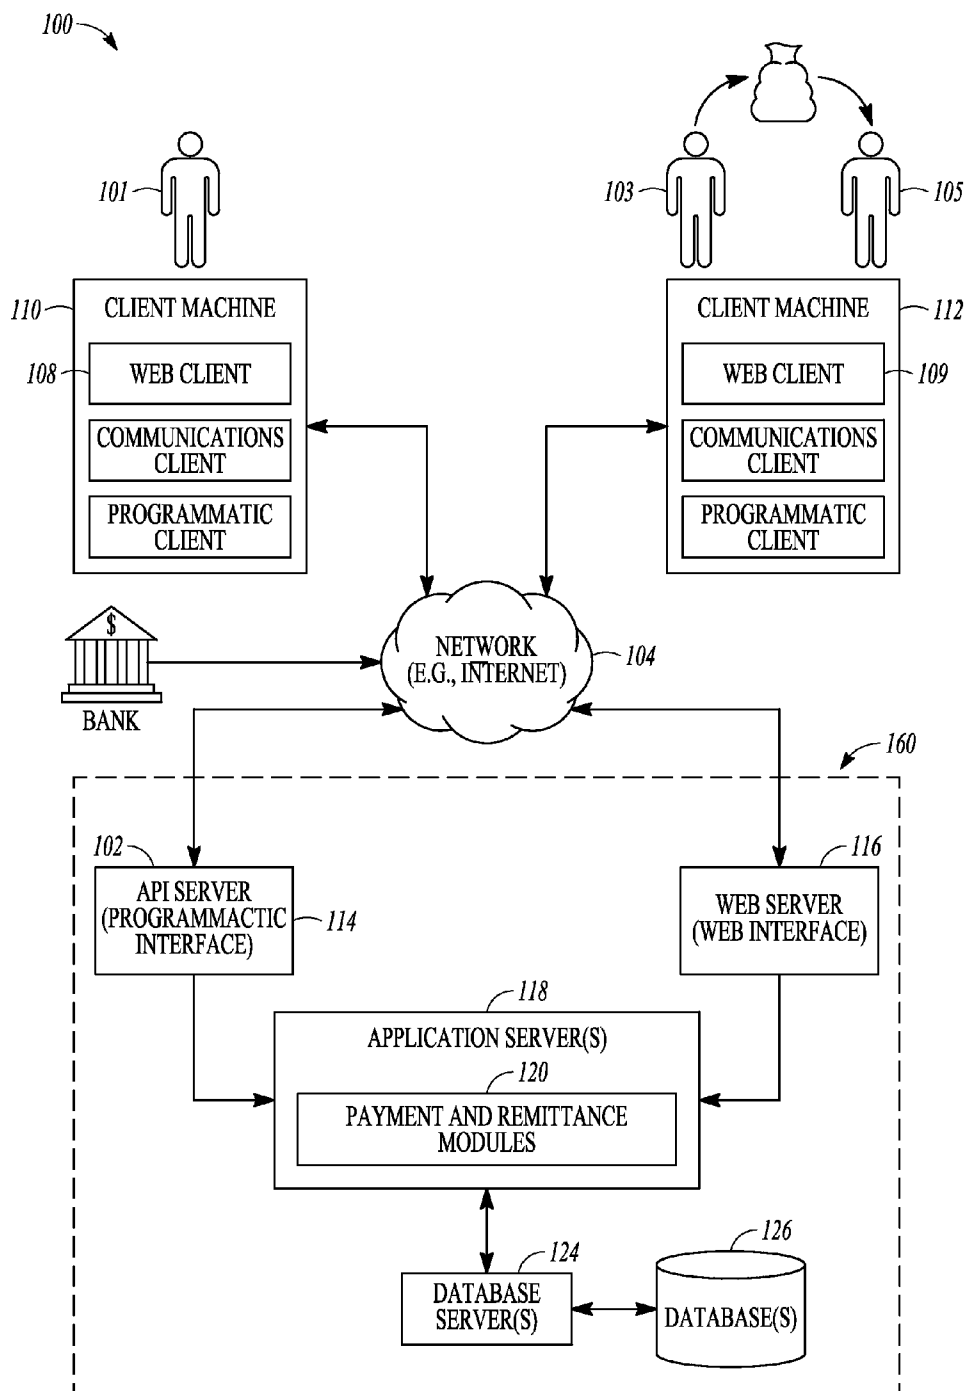 100
101
103
105
110
CLIENT MACHINE
108
WEB CLIENT
COMMUNICATIONS
CLIENT
PROGRAMMATIC
CLIENT
CLIENT MACHINE
112
WEB CLIENT
109
COMMUNICATIONS
CLIENT
PROGRAMMATIC
CLIENT
$
BANK
NETWORK
(E.G., INTERNET)
104
160
102
API SERVER
(PROGRAMMACTIC
INTERFACE)
114
116
WEB SERVER
(WEB INTERFACE)
118
APPLICATION SERVER(S)
120
PAYMENT AND REMITTANCE
MODULES
124
DATABASE
SERVER(S)
126
DATABASE(S)